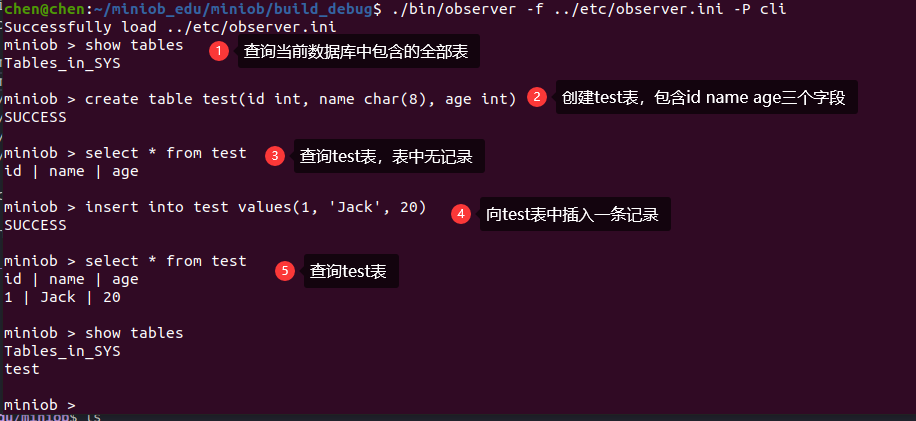 chen@chen:~/miniob_edu/miniob/build_debug$ ./bin/observer -f ../etc/observer.ini -P cli
Successfully load ../etc/observer.ini
miniob > show tables 1 查询当前数据库中包含的全部表
Tables_in_SYS
miniob > create table test(id int, name char(8), age int) 2 创建test表，包含id name age三个字段
SUCCESS
miniob > select * from test 3 查询test表，表中无记录
id | name | age
miniob > insert into test values(1, 'Jack', 20) 4 向test表中插入一条记录
SUCCESS
miniob > select * from test 5 查询test表
id | name | age
1 | Jack | 20
miniob > show tables
Tables_in_SYS
test
miniob >
du/miniob$ ls